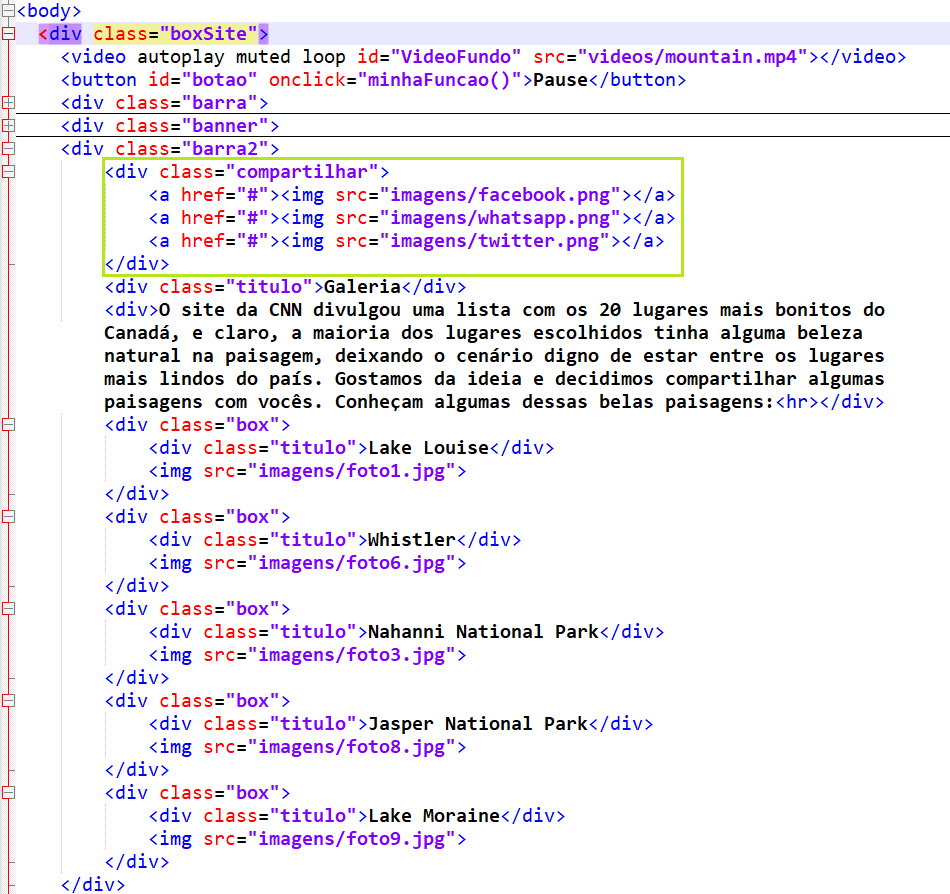 <body>
<div class="boxSite">
<video autoplay muted loop id="VideoFundo" src="videos/mountain.mp4"></video>
<button id="botao" onclick="minhaFuncao()">Pause</button>
<div class="barra">
<div class="banner">
<div class="barra2">
<div class="compartilhar">
<a href="#"><img src="imagens/facebook.png"></a>
<a href="#"><img src="imagens/whatsapp.png"></a>
<a href="#"><img src="imagens/twitter.png"></a>
</div>
<div class="titulo">Galeria</div>
<div>O site da CNN divulgou uma lista com os 20 lugares mais bonitos do
Canadá, e claro, a maioria dos lugares escolhidos tinha alguma beleza
natural na paisagem, deixando o cenário digno de estar entre os lugares
mais lindos do país. Gostamos da ideia e decidimos compartilhar algumas
paisagens com vocês. Conheçam algumas dessas belas paisagens:<hr></div>
<div class="box">
<div class="titulo">Lake Louise</div>
<img src="imagens/foto1.jpg">
</div>
<div class="box">
<div class="titulo">Whistler</div>
<img src="imagens/foto6.jpg">
</div>
<div class="box">
<div class="titulo">Nahanni National Park</div>
<img src="imagens/foto3.jpg">
</div>
<div class="box">
<div class="titulo">Jasper National Park</div>
<img src="imagens/foto8.jpg">
</div>
<div class="box">
<div class="titulo">Lake Moraine</div>
<img src="imagens/foto9.jpg">
</div>
</div>